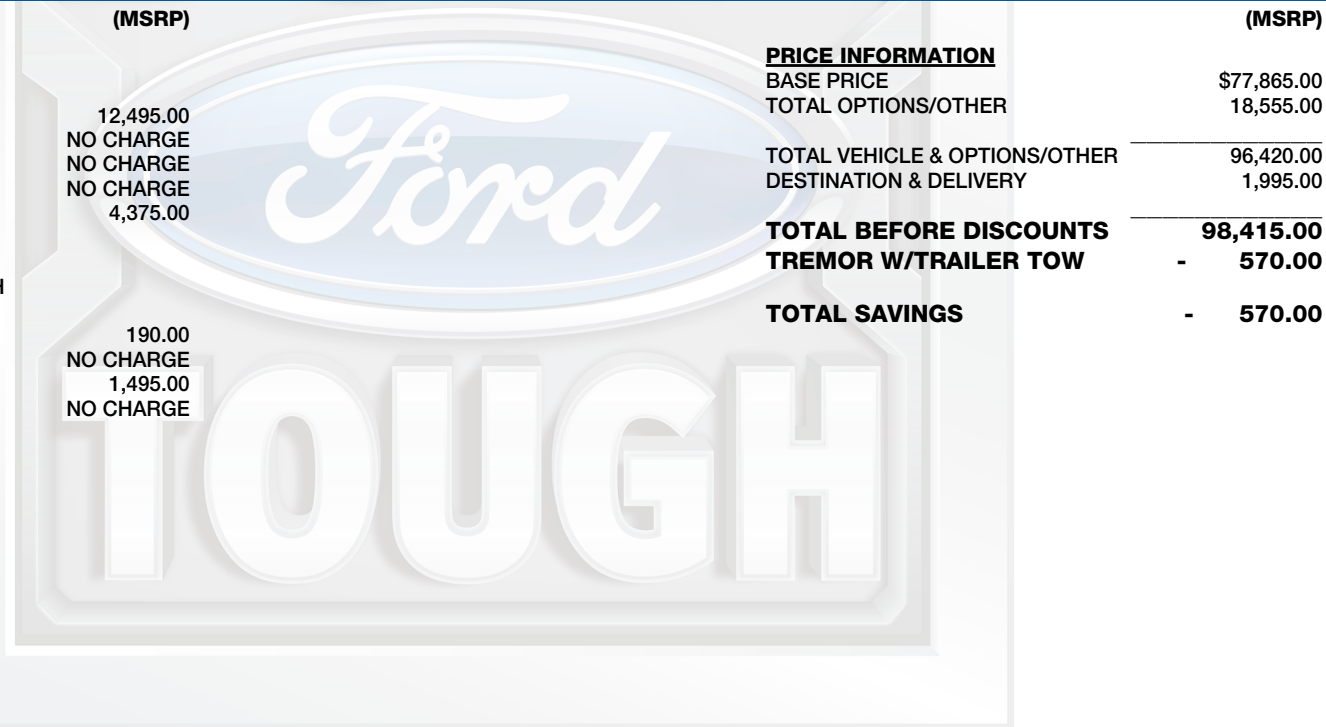 (MSRP)
12,495.00
NO CHARGE
NO CHARGE
NO CHARGE
4,375.00
H
190.00
NO CHARGE
1,495.00
NO CHARGE
Ford
TOUGH
(MSRP)
PRICE INFORMATION
BASE PRICE $77,865.00
TOTAL OPTIONS/OTHER 18,555.00
TOTAL VEHICLE & OPTIONS/OTHER 96,420.00
DESTINATION & DELIVERY 1,995.00
TOTAL BEFORE DISCOUNTS 98,415.00
TREMOR W/TRAILER TOW - 570.00
TOTAL SAVINGS - 570.00